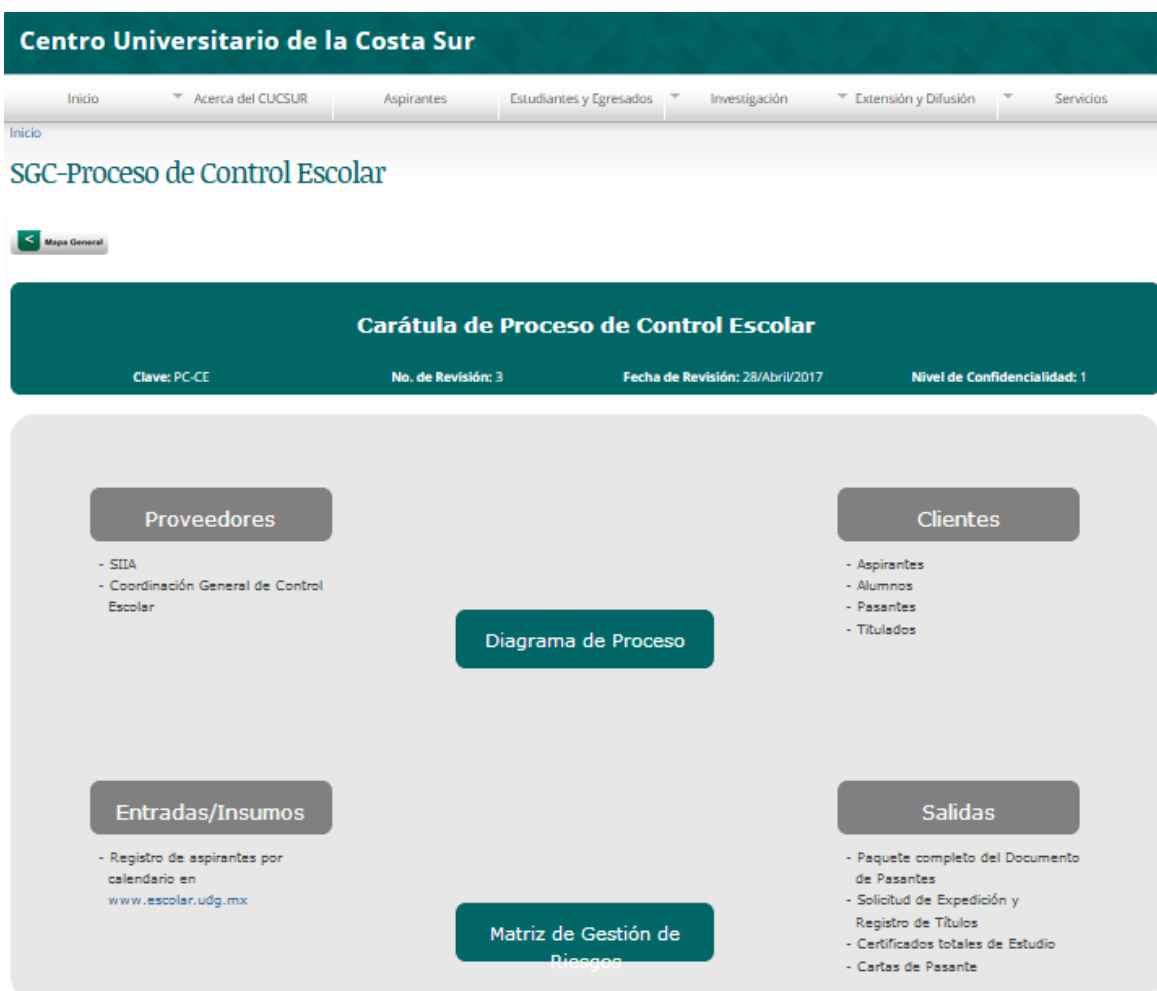 Centro Universitario de la Costa Sur
Inicio Acerca del CUCSUR Aspirantes Estudiantes y Egresados Investigación Extensión y Difusión Servicios
Inicio
SGC-Proceso de Control Escolar
< Mapa General
Carátula de Proceso de Control Escolar
Clave: PC-CE No. de Revisión: 3 Fecha de Revisión: 28/Abril/2017 Nivel de Confidencialidad: 1
Proveedores
- SIIA
- Coordinación General de Control
Escolar
Clientes
- Aspirantes
- Alumnos
- Pasantes
- Titulados
Diagrama de Proceso
Entradas/Insumos
- Registro de aspirantes por
calendario en
www.escolar.udg.mx
Salidas
- Paquete completo del Documento
de Pasantes
- Solicitud de Expedición y
Registro de Títulos
- Certificados totales de Estudio
- Cartas de Pasante
Matriz de Gestión de
Riesgos